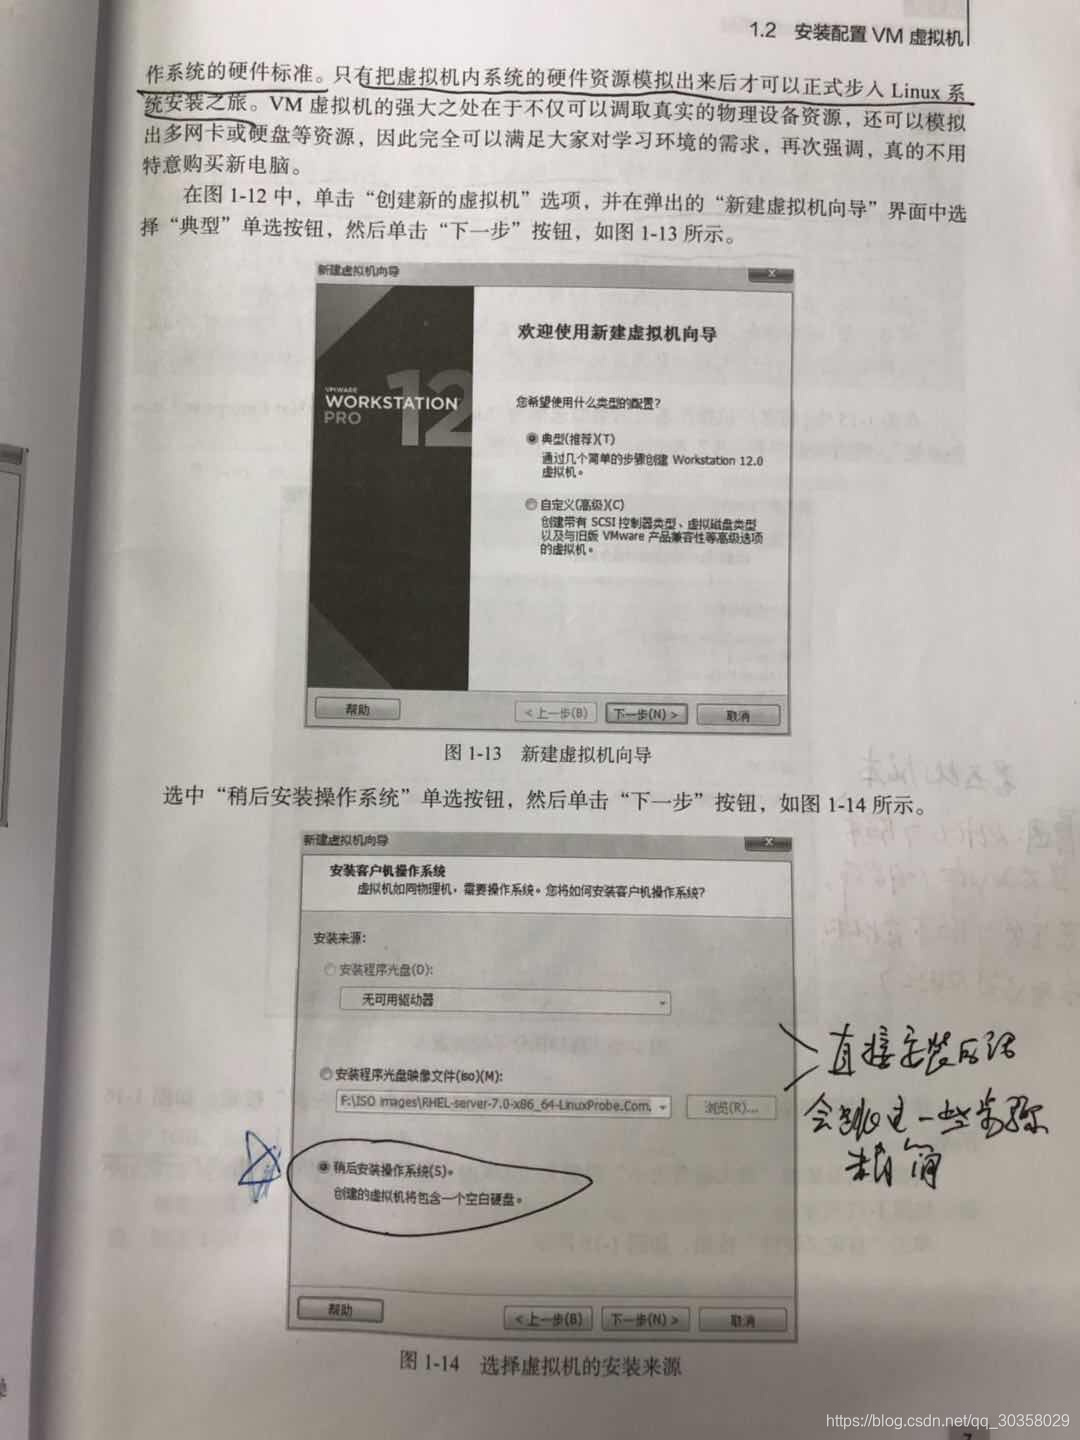 1.2 安装配置 VM 虚拟机
作系统的硬件标准。只有把虚拟机内系统的硬件资源模拟出来后才可以正式步入 Linux 系
统安装之旅。VM 虚拟机的强大之处在于不仅可以调取真实的物理设备资源，还可以模拟
出多网卡或硬盘等资源，因此完全可以满足大家对学习环境的需求，再次强调，真的不用
特意购买新电脑。
在图 1-12 中，单击“创建新的虚拟机”选项，并在弹出的“新建虚拟机向导”界面中选
择“典型”单选按钮，然后单击“下一步”按钮，如图 1-13 所示。
新建虚拟机向导
X
欢迎使用新建虚拟机向导
VMWARE
WORKSTATION
PRO
12
您希望使用什么类型的配置?
典型(推荐)(T)
通过几个简单的步骤创建 Workstation 12.0
虚拟机。
自定义(高级)(C)
创建带有 SCSI 控制器类型、虚拟磁盘类型
以及与旧版 VMware 产品兼容性等高级选项
的虚拟机。
帮助
< 上一步(B)
下一步(N) >
取消
图 1-13 新建虚拟机向导
选中“稍后安装操作系统”单选按钮，然后单击“下一步”按钮，如图 1-14 所示。
新建虚拟机向导
X
安装客户机操作系统
虚拟机如同物理机，需要操作系统。您将如何安装客户机操作系统?
安装来源:
安装程序光盘(D):
无可用驱动器
安装程序光盘映像文件(iso)(M):
F:\ISO images\RHEL-server-7.0-x86_64-LinuxProbe.Com.
浏览(R)...
稍后安装操作系统(S)。
创建的虚拟机将包含一个空白硬盘。
直接安装的话
会跳过一些步骤
帮助
< 上一步(B)
下一步(N) >
取消
图 1-14 选择虚拟机的安装来源
https://blog.csdn.net/qq_30358029